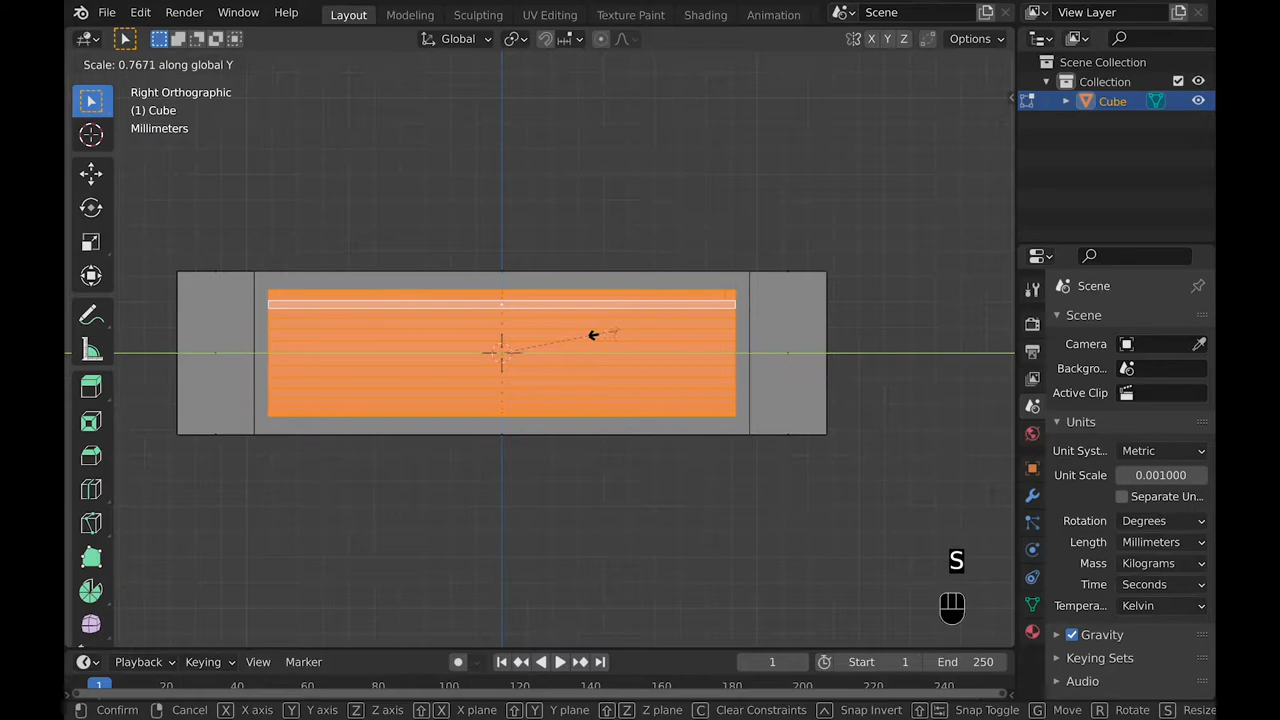 File Edit Render Window Help Layout Modeling Sculpting UV Editing Texture Paint Shading Animation Scene View Layer
Global X Y Z Options
Scale: 0.7671 along global Y
Right Orthographic
(1) Cube
Millimeters
Scene Collection
Collection
Cube
Scene
Scene
Camera
Backgro...
Active Clip
Units
Unit Sys... Metric
Unit Scale 0.001000
Separate Un...
Rotation Degrees
Length Millimeters
Mass Kilograms
Time Seconds
Tempera... Kelvin
Gravity
Keying Sets
Audio
S
Playback Keying View Marker 1 Start 1 End 250
1 20 40 60 80 100 120 140 160 180 200 220 240
Confirm Cancel X X axis Y Y axis Z Z axis X X plane Y Y plane Z Z plane C Clear Constraints Snap Invert Snap Toggle G Move R Rotate S Resize